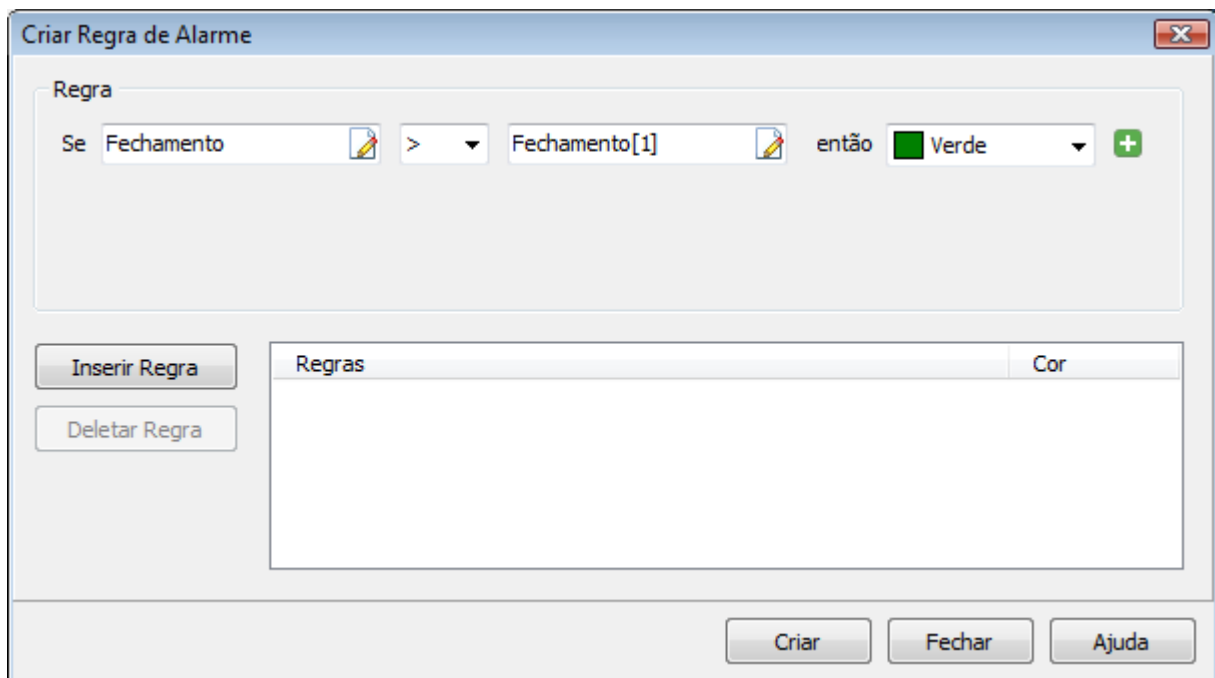 Criar Regra de Alarme
Regra
Se Fechamento > Fechamento[1] então Verde
Inserir Regra
Regras Cor
Deletar Regra
Criar Fechar Ajuda